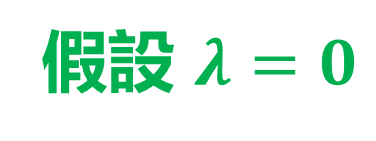 假設 λ = 0